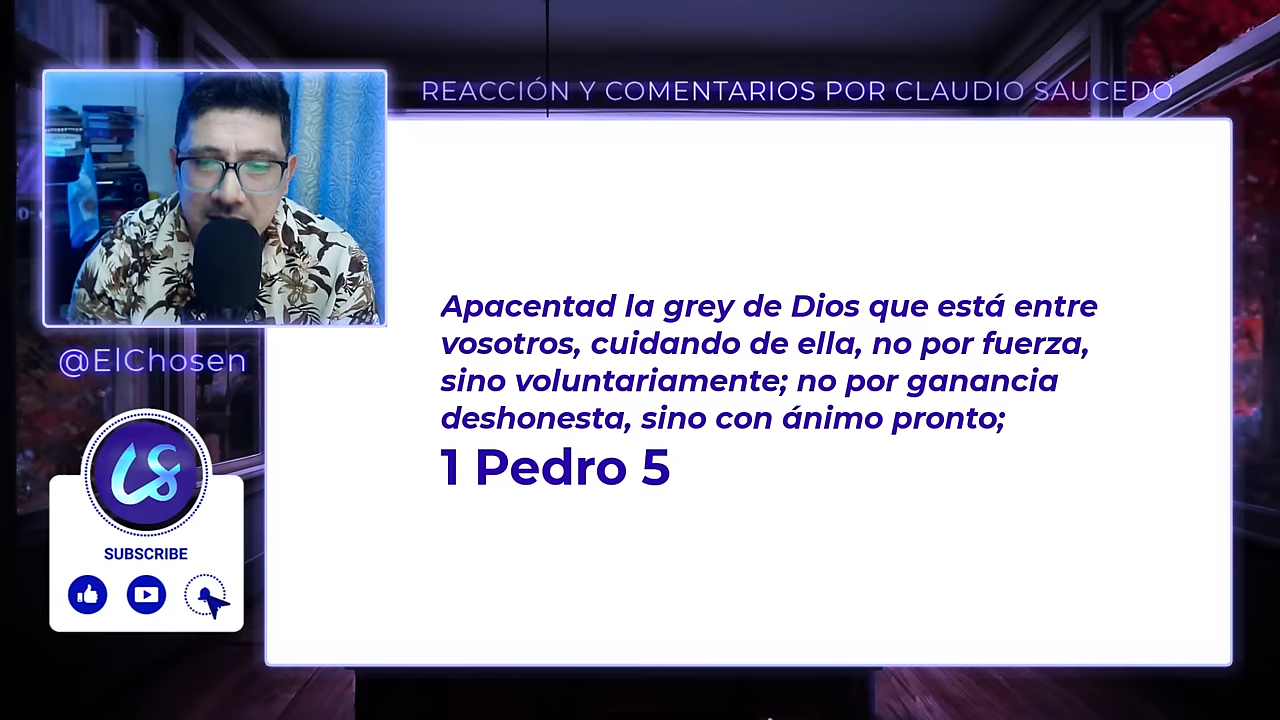 REACCIÓN Y COMENTARIOS POR CLAUDIO SAUCEDO
Apacentad la grey de Dios que está entre
vosotros, cuidando de ella, no por fuerza,
sino voluntariamente; no por ganancia
deshonesta, sino con ánimo pronto;
1 Pedro 5
@ElChosen
SUBSCRIBE